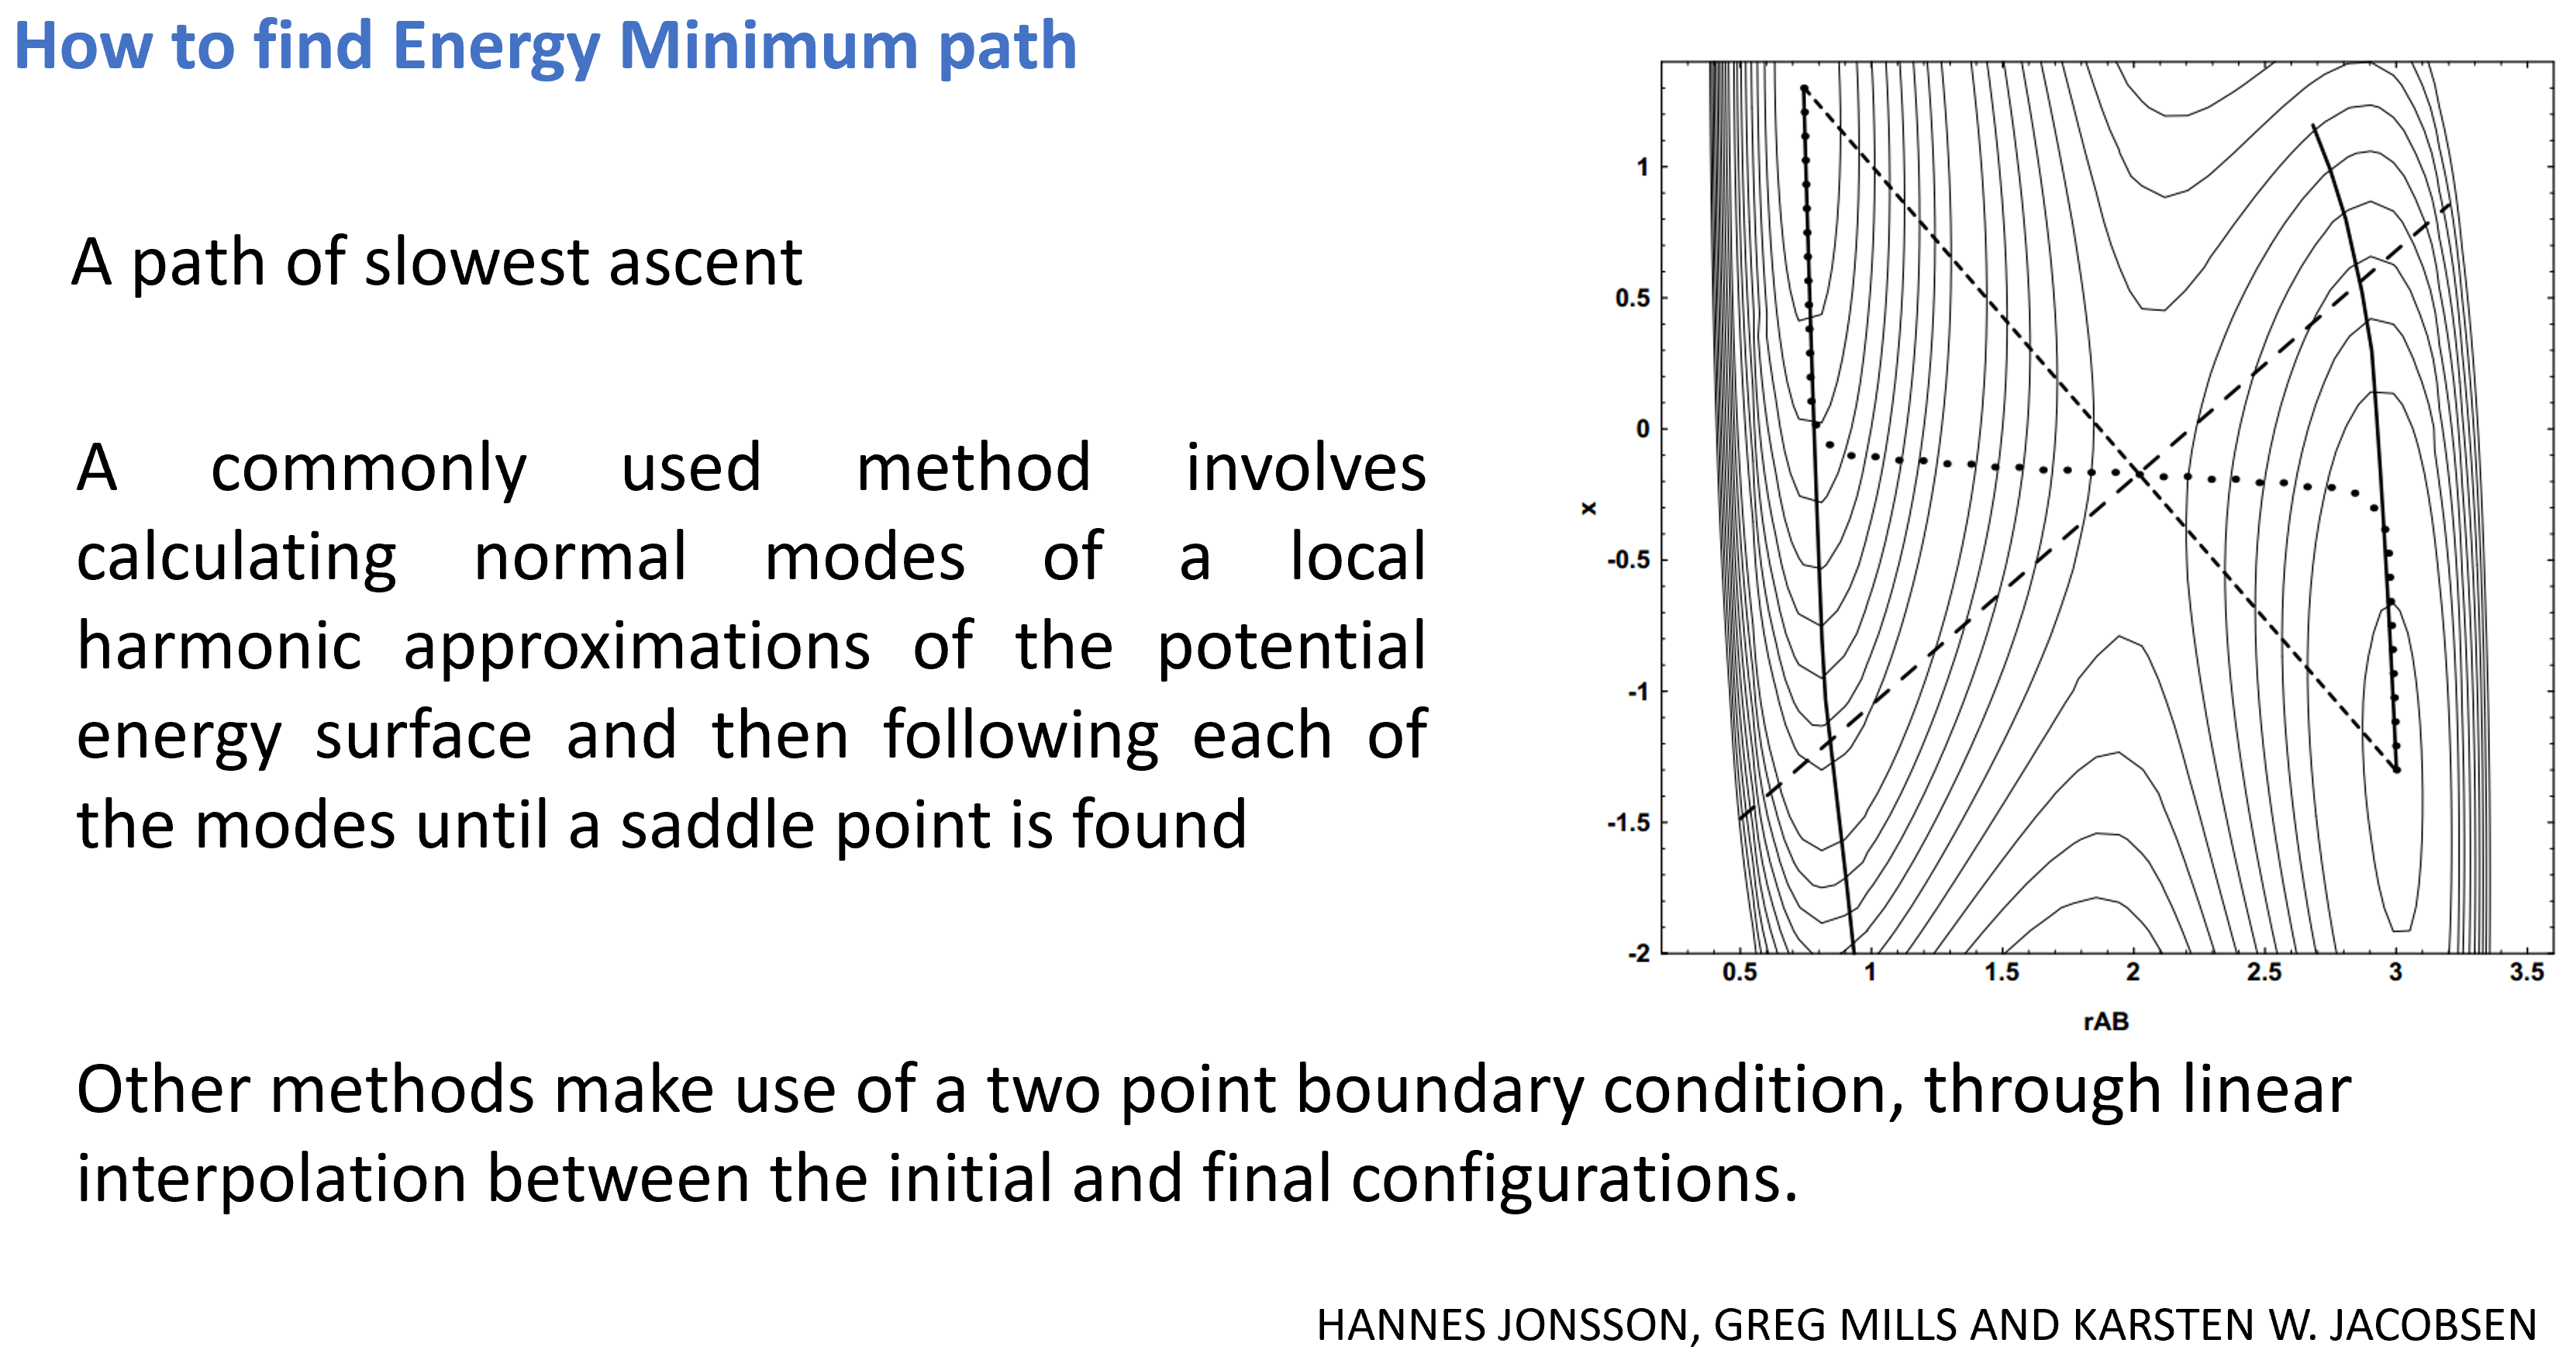 How to find Energy Minimum path
A path of slowest ascent
A commonly used method involves
calculating normal modes of a local
harmonic approximations of the potential
energy surface and then following each of
the modes until a saddle point is found
1
0.5
0
-0.5
-1
-1.5
-2
x
0.5 1 1.5 2 2.5 3 3.5
rAB
Other methods make use of a two point boundary condition, through linear
interpolation between the initial and final configurations.
HANNES JONSSON, GREG MILLS AND KARSTEN W. JACOBSEN